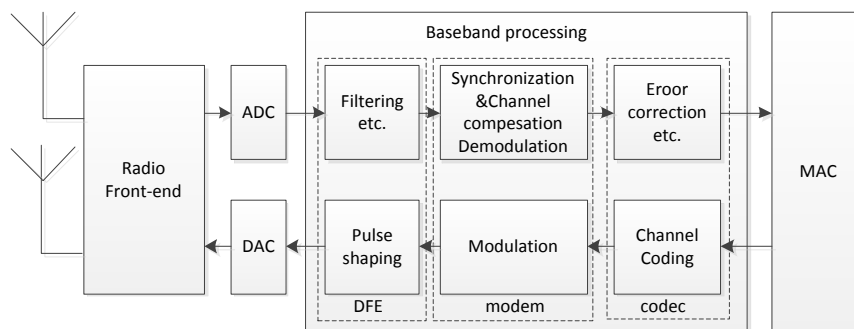 Baseband processing
Radio
Front-end
ADC
Filtering
etc.
Synchronization
&Channel
compesation
Demodulation
Eroor
correction
etc.
MAC
DAC
Pulse
shaping
Modulation
Channel
Coding
DFE
modem
codec